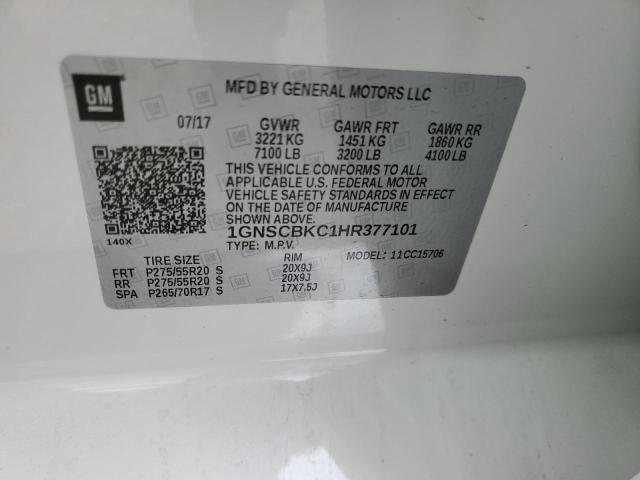 GM
MFD BY GENERAL MOTORS LLC
07/17 GVWR GAWR FRT GAWR RR
3221 KG 1451 KG 1860 KG
7100 LB 3200 LB 4100 LB
THIS VEHICLE CONFORMS TO ALL
APPLICABLE U.S. FEDERAL MOTOR
VEHICLE SAFETY STANDARDS IN EFFECT
ON THE DATE OF MANUFACTURE
SHOWN ABOVE.
1GNSCBKC1HR377101
140X TYPE: M.P.V. MODEL: 11CC15706
TIRE SIZE RIM
FRT P275/55R20 S 20X9J
RR P275/55R20 S 20X9J
SPA P265/70R17 S 17X7.5J